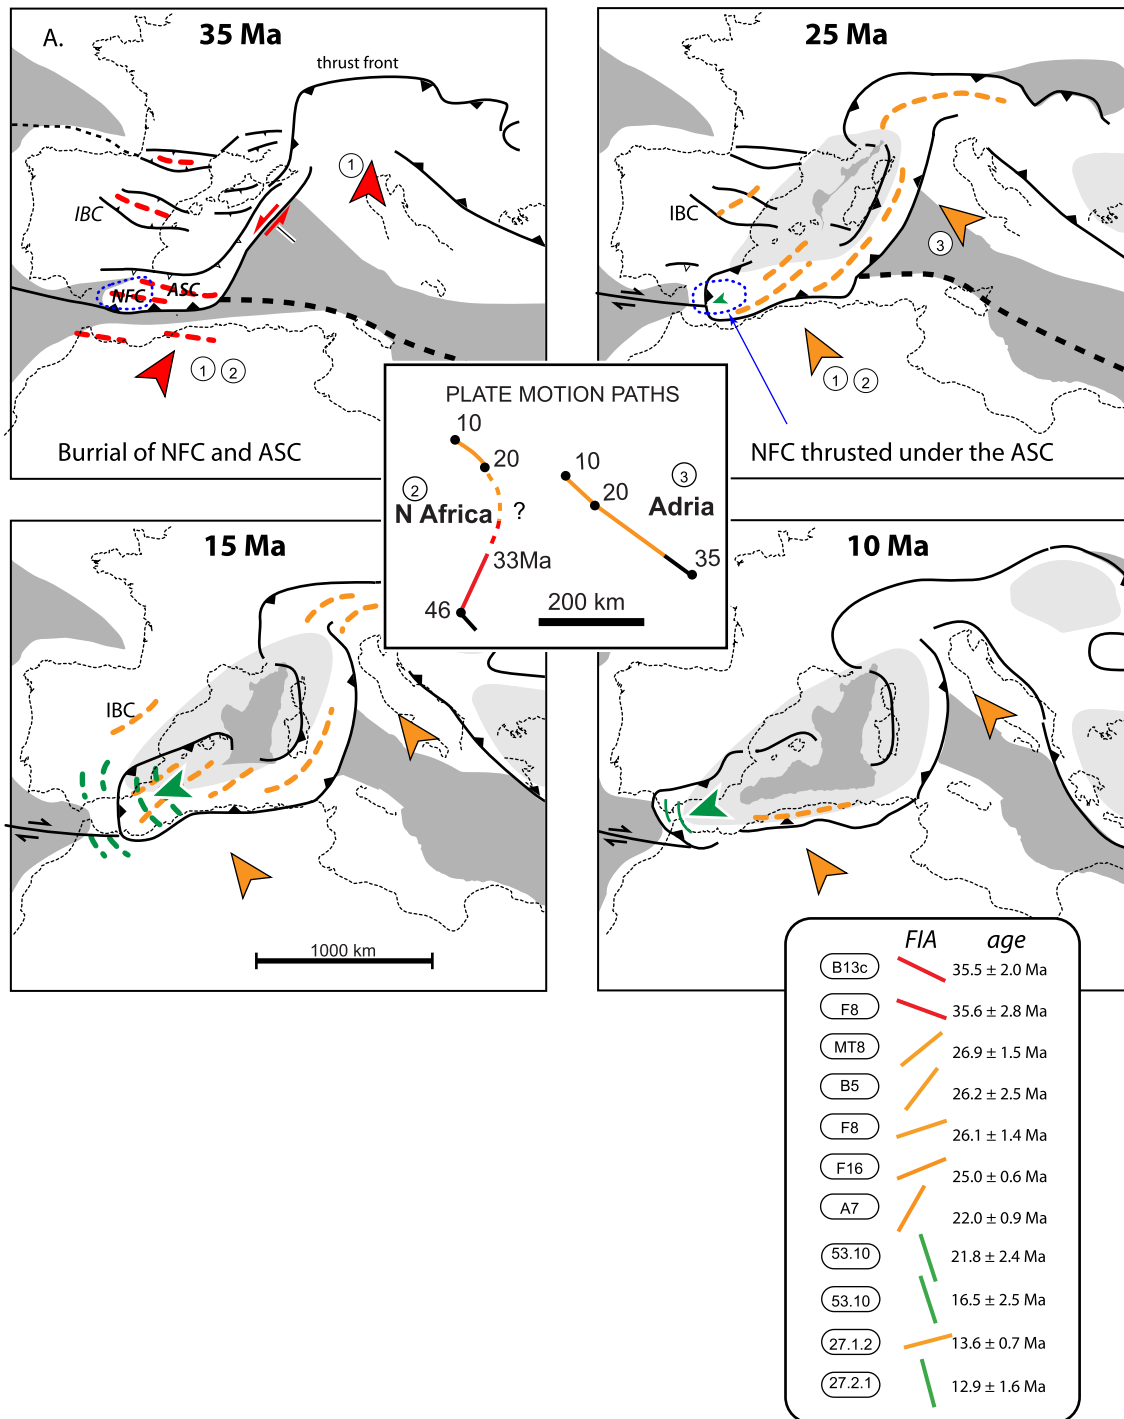 A.
35 Ma
thrust front
1
IBC
NFC
ASC
1 2
Burrial of NFC and ASC
25 Ma
IBC
3
1 2
NFC thrusted under the ASC
PLATE MOTION PATHS
10
20
2
N Africa
?
33Ma
46
10
20
3
Adria
35
200 km
15 Ma
IBC
1000 km
10 Ma
FIA age
B13c 35.5 ± 2.0 Ma
F8 35.6 ± 2.8 Ma
MT8 26.9 ± 1.5 Ma
B5 26.2 ± 2.5 Ma
F8 26.1 ± 1.4 Ma
F16 25.0 ± 0.6 Ma
A7 22.0 ± 0.9 Ma
53.10 21.8 ± 2.4 Ma
53.10 16.5 ± 2.5 Ma
27.1.2 13.6 ± 0.7 Ma
27.2.1 12.9 ± 1.6 Ma